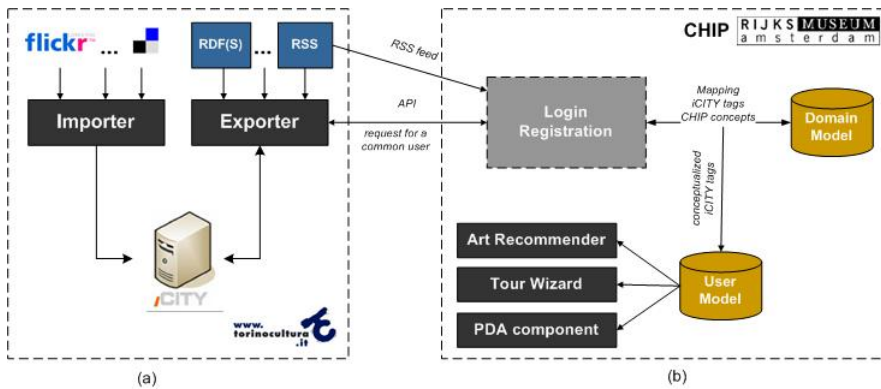 flickr
...
RDF(S)
...
RSS
Importer
Exporter
iCITY
www.
torinocultura
.it
(a)
RSS feed
API
request for a
common user
CHIP
RIJKS MUSEUM
amsterdam
Login
Registration
Mapping
iCITY tags
CHIP concepts
Domain
Model
conceptualized
iCITY tags
Art Recommender
Tour Wizard
PDA component
User
Model
(b)